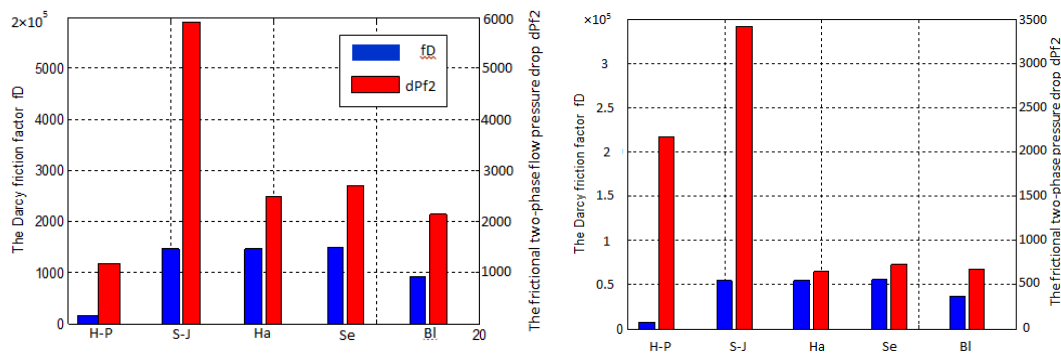 2×10⁵
6000
5000
5000
4000
4000
3000
3000
2000
2000
1000
1000
0
The Darcy friction factor fD
The frictional two-phase flow pressure drop dPf2
fD
dPf2
H-P
S-J
Ha
Se
Bl
20
×10⁵
3500
3
3000
2.5
2500
2
2000
1.5
1500
1
1000
0.5
500
0
0
The Darcy friction factor fD
The frictional two-phase pressure drop dPf2
H-P
S-J
Ha
Se
Bl